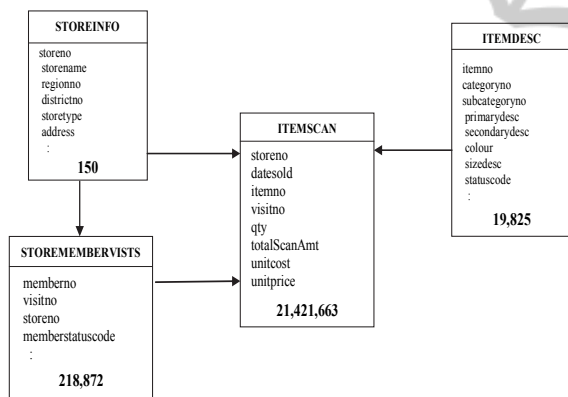 STOREINFO
storeno
storename
regionno
districtno
storetype
address
:
150
ITEMDESC
itemno
categoryno
subcategoryno
primarydesc
secondarydesc
colour
sizedesc
statuscode
:
19,825
ITEMSCAN
storeno
datesold
itemno
visitno
qty
totalScanAmt
unitcost
unitprice
21,421,663
STOREMEMBERVISTS
memberno
visitno
storeno
memberstatuscode
:
218,872